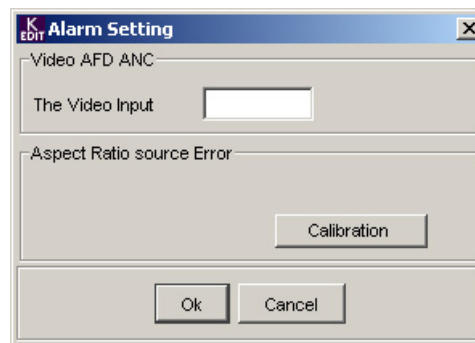 K EDIT Alarm Setting
Video AFD ANC
The Video Input
Aspect Ratio source Error
Calibration
Ok Cancel